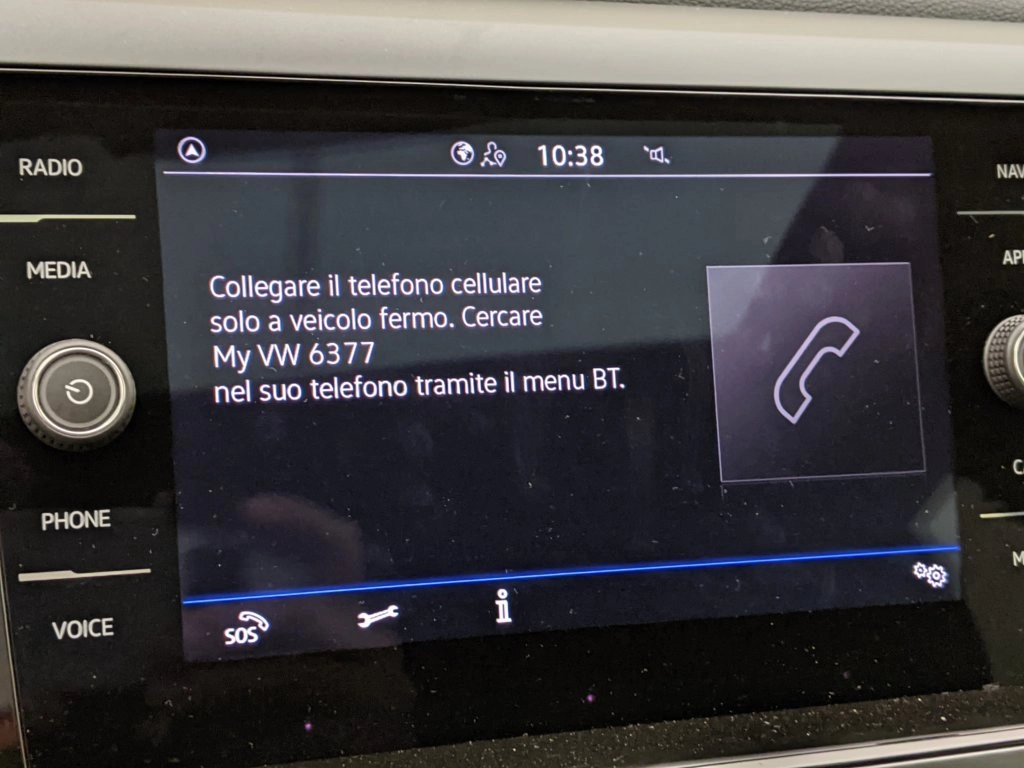 RADIO
MEDIA
PHONE
VOICE
10:38
Collegare il telefono cellulare
solo a veicolo fermo. Cercare
My VW 6377
nel suo telefono tramite il menu BT.
SOS
i